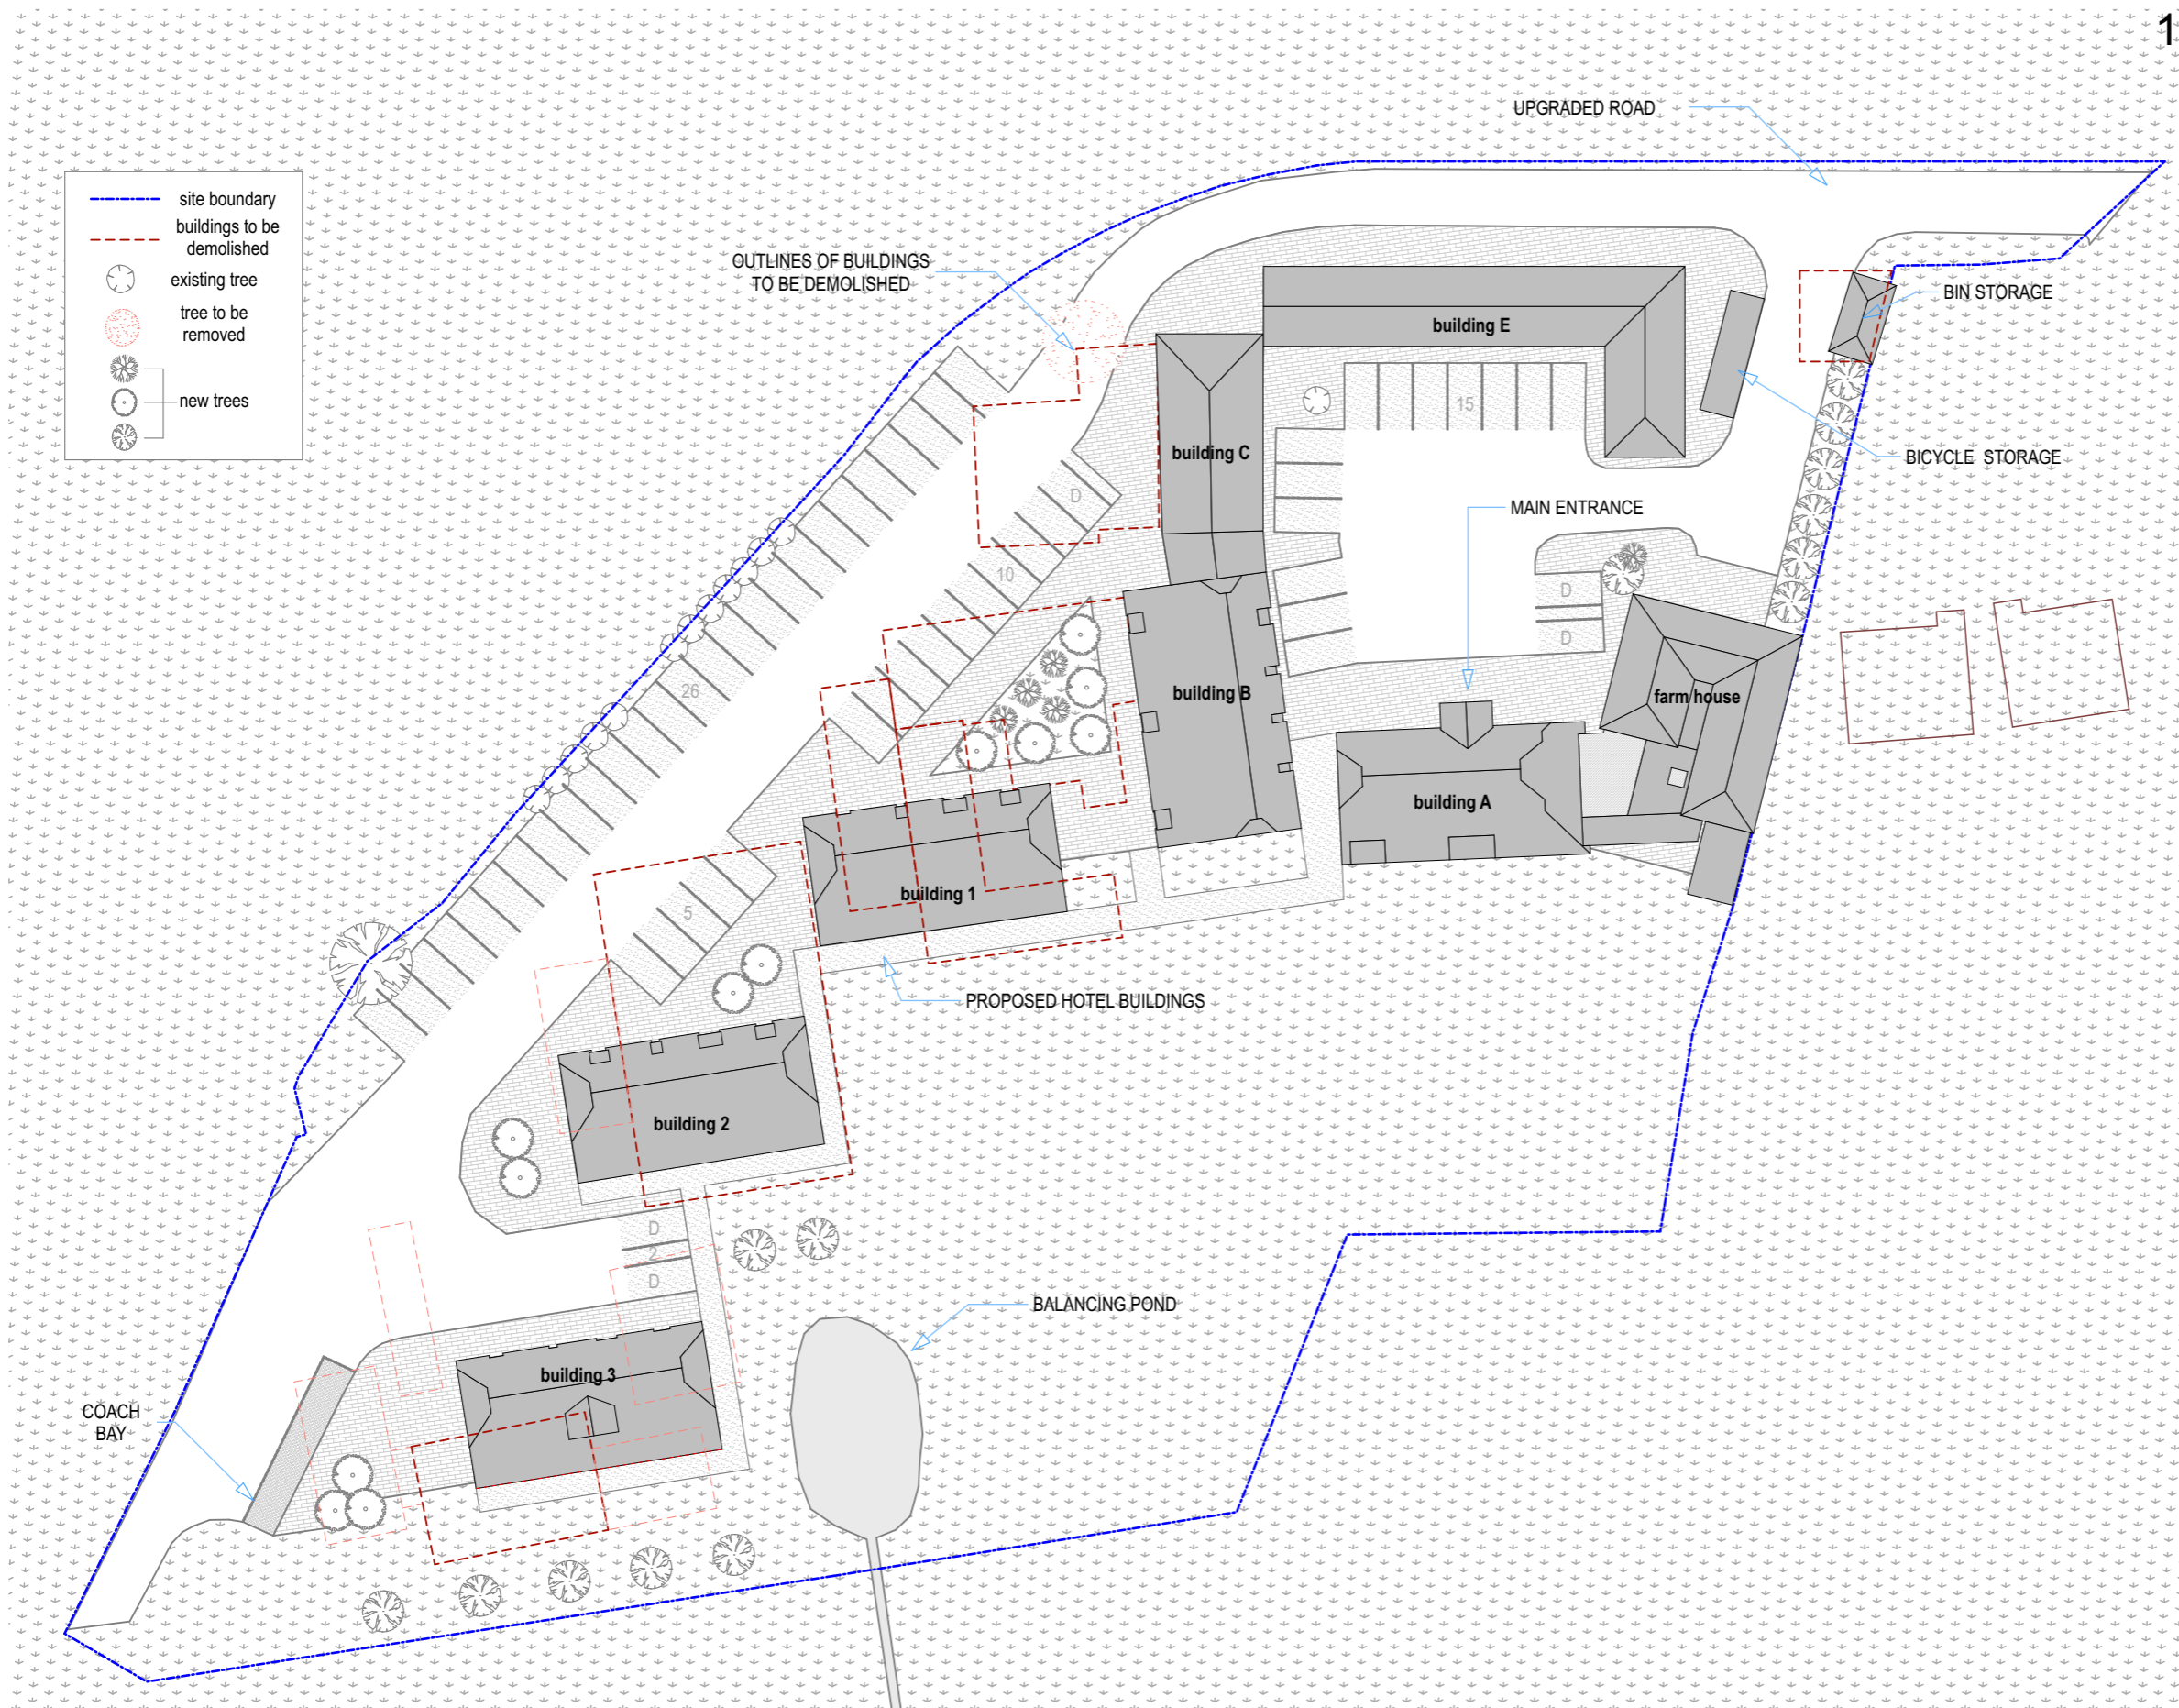 1
UPGRADED ROAD
site boundary
buildings to be
demolished
existing tree
tree to be
removed
new trees
OUTLINES OF BUILDINGS
TO BE DEMOLISHED
BIN STORAGE
building E
15
building C
BICYCLE STORAGE
D
MAIN ENTRANCE
10
D
D
26
building B
farm house
building A
building 1
5
PROPOSED HOTEL BUILDINGS
building 2
D
2
D
BALANCING POND
building 3
COACH
BAY